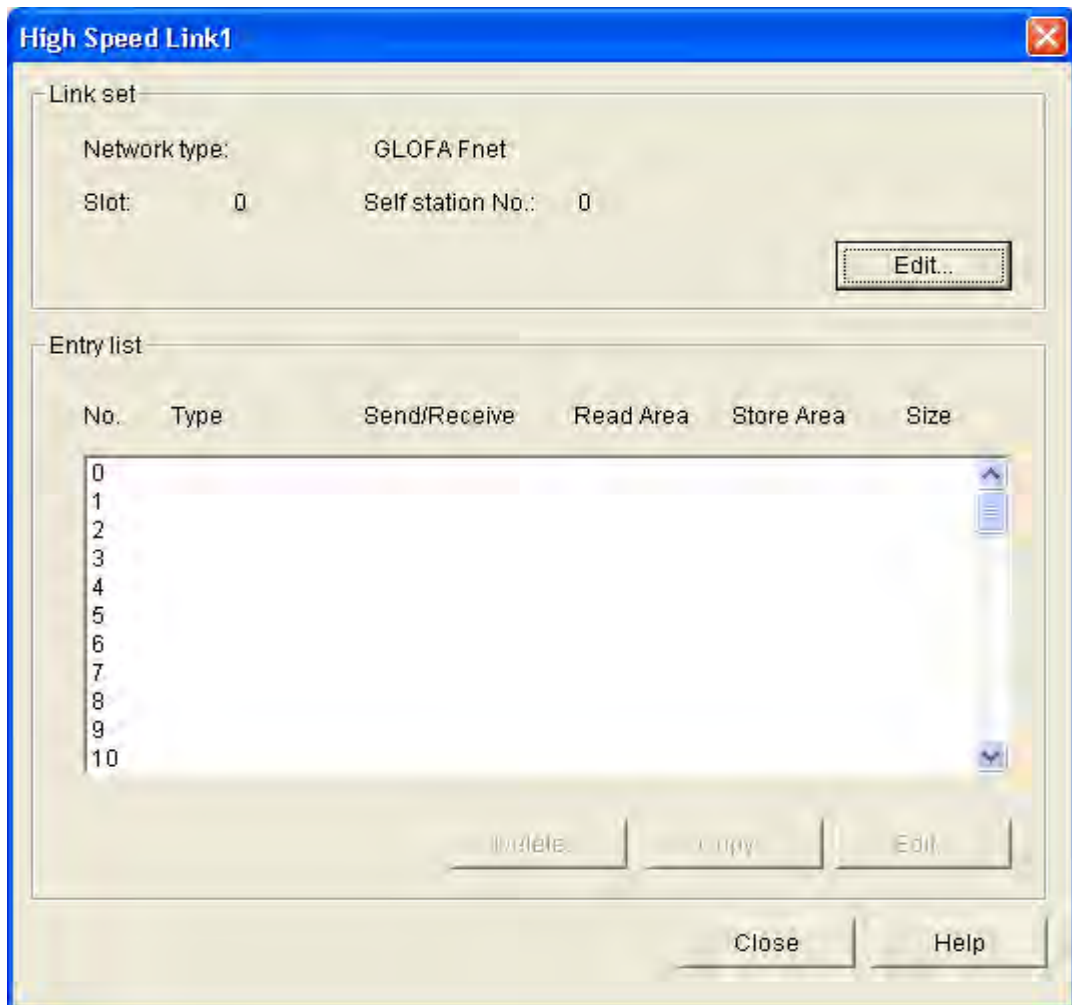 High Speed Link1
Link set
Network type: GLOFA Fnet
Slot: 0 Self station No.: 0
Edit...
Entry list
No. Type Send/Receive Read Area Store Area Size
0
1
2
3
4
5
6
7
8
9
10
Delete Copy Edit
Close Help